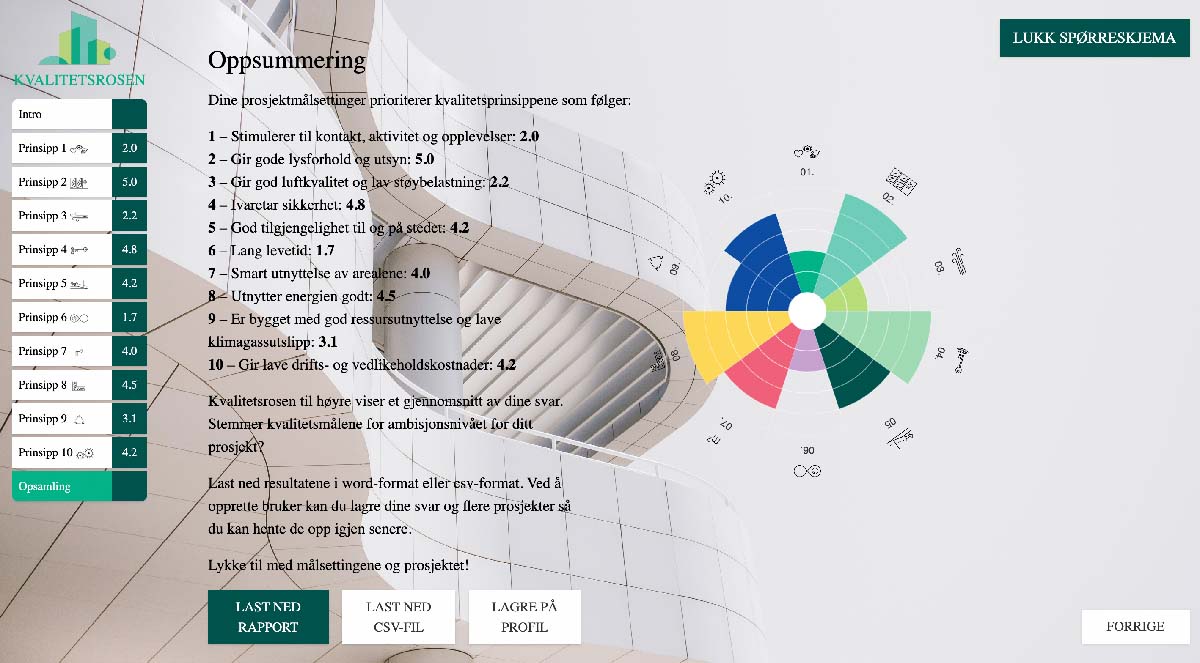 KVALITETSROSEN
LUKK SPØRRESKJEMA
Intro
Prinsipp 1 2.0
Prinsipp 2 5.0
Prinsipp 3 2.2
Prinsipp 4 4.8
Prinsipp 5 4.2
Prinsipp 6 1.7
Prinsipp 7 4.0
Prinsipp 8 4.5
Prinsipp 9 3.1
Prinsipp 10 4.2
Opsamling
Oppsummering
Dine prosjektmålsettinger prioriterer kvalitetsprinsippene som følger:
1 – Stimulerer til kontakt, aktivitet og opplevelser: 2.0
2 – Gir gode lysforhold og utsyn: 5.0
3 – Gir god luftkvalitet og lav støybelastning: 2.2
4 – Ivaretar sikkerhet: 4.8
5 – God tilgjengelighet til og på stedet: 4.2
6 – Lang levetid: 1.7
7 – Smart utnyttelse av arealene: 4.0
8 – Utnytter energien godt: 4.5
9 – Er bygget med god ressursutnyttelse og lave
klimagassutslipp: 3.1
10 – Gir lave drifts- og vedlikeholdskostnader: 4.2
Kvalitetsrosen til høyre viser et gjennomsnitt av dine svar.
Stemmer kvalitetsmålene for ambisjonsnivået for ditt
prosjekt?
Last ned resultatene i word-format eller csv-format. Ved å
opprette bruker kan du lagre dine svar og flere prosjekter så
du kan hente de opp igjen senere.
Lykke til med målsettingene og prosjektet!
LAST NED
RAPPORT
LAST NED
CSV-FIL
LAGRE PÅ
PROFIL
01.
02.
03.
04.
05.
06.
07.
08.
09.
10.
FORRIGE